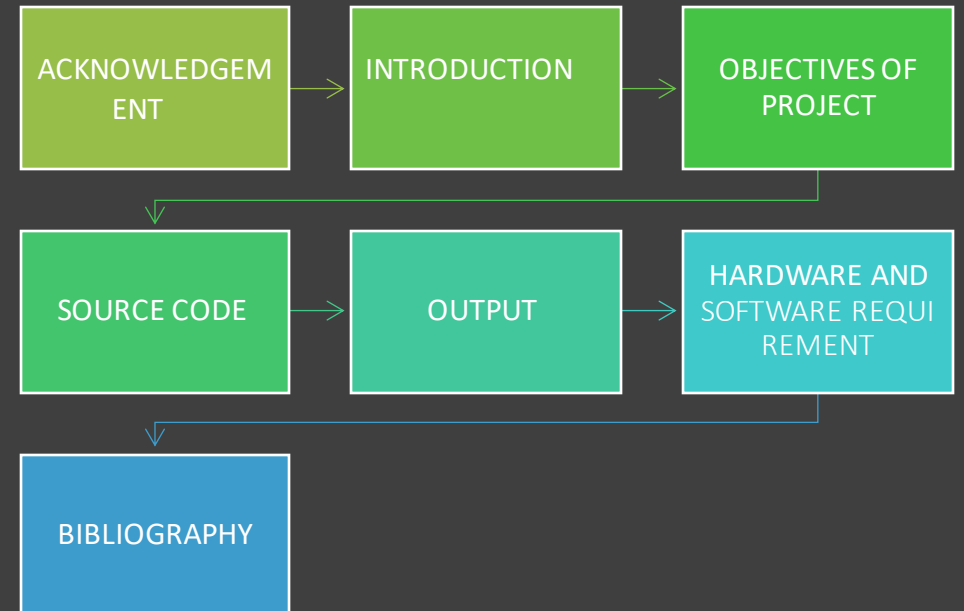 ACKNOWLEDGEM
ENT
INTRODUCTION
OBJECTIVES OF
PROJECT
SOURCE CODE
OUTPUT
HARDWARE AND
SOFTWARE REQUI
REMENT
BIBLIOGRAPHY